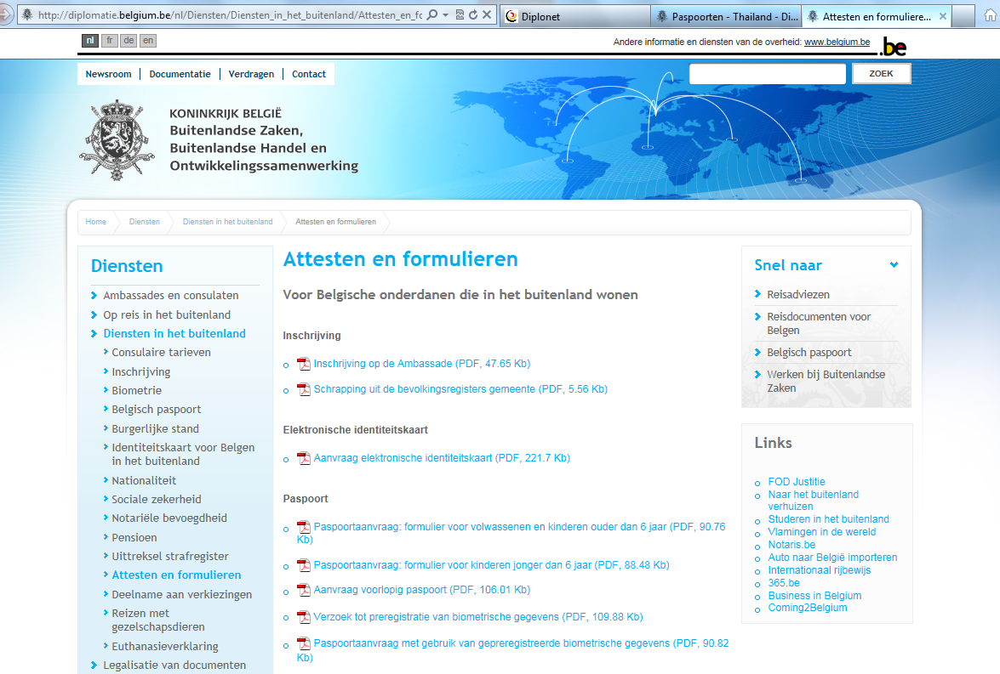 http://diplomatie.belgium.be/nl/Diensten/Diensten_in_het_buitenland/Attesten_en_fo
Diplonet
Paspoorten - Thailand - Di...
Attesten en formuliere...
nl fr de en
Andere informatie en diensten van de overheid: www.belgium.be
.be
Newsroom Documentatie Verdragen Contact
ZOEK
KONINKRIJK BELGIË
Buitenlandse Zaken,
Buitenlandse Handel en
Ontwikkelingssamenwerking
Home Diensten Diensten in het buitenland Attesten en formulieren
Diensten
Ambassades en consulaten
Op reis in het buitenland
Diensten in het buitenland
Consulaire tarieven
Inschrijving
Biometrie
Belgisch paspoort
Burgerlijke stand
Identiteitskaart voor Belgen
in het buitenland
Nationaliteit
Sociale zekerheid
Notariële bevoegdheid
Pensioen
Uittreksel strafregister
Attesten en formulieren
Deelname aan verkiezingen
Reizen met
gezelschapsdieren
Euthanasieverklaring
Legalisatie van documenten
Attesten en formulieren
Voor Belgische onderdanen die in het buitenland wonen
Inschrijving
Inschrijving op de Ambassade (PDF, 47.65 Kb)
Schrapping uit de bevolkingsregisters gemeente (PDF, 5.56 Kb)
Elektronische identiteitskaart
Aanvraag elektronische identiteitskaart (PDF, 221.7 Kb)
Paspoort
Paspoortaanvraag: formulier voor volwassenen en kinderen ouder dan 6 jaar (PDF, 90.76
Kb)
Paspoortaanvraag: formulier voor kinderen jonger dan 6 jaar (PDF, 88.48 Kb)
Aanvraag voorlopig paspoort (PDF, 106.01 Kb)
Verzoek tot preregistratie van biometrische gegevens (PDF, 109.88 Kb)
Paspoortaanvraag met gebruik van gepreregistreerde biometrische gegevens (PDF, 90.82
Kb)
Snel naar
Reisadviezen
Reisdocumenten voor
Belgen
Belgisch paspoort
Werken bij Buitenlandse
Zaken
Links
FOD Justitie
Naar het buitenland
verhuizen
Studeren in het buitenland
Vlamingen in de wereld
Notaris.be
Auto naar België importeren
Internationaal rijbewijs
365.be
Business in Belgium
Coming2Belgium